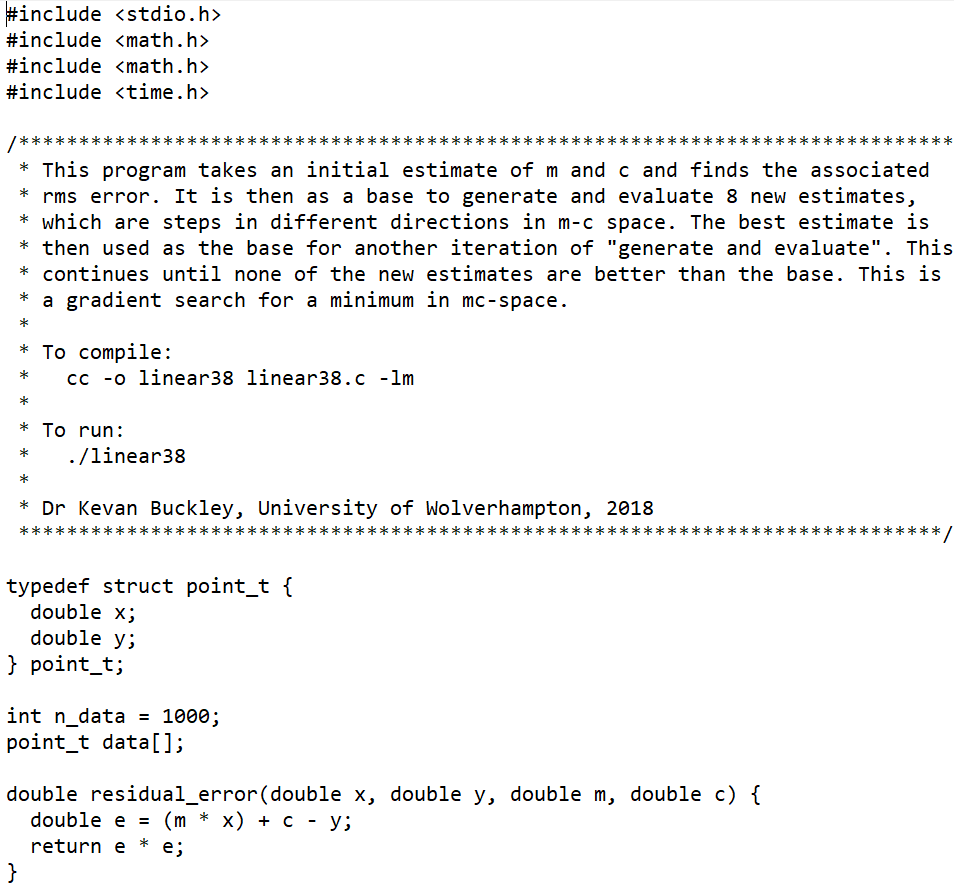 #include <stdio.h>
#include <math.h>
#include <math.h>
#include <time.h>
/******************************************************************************
* This program takes an initial estimate of m and c and finds the associated
* rms error. It is then as a base to generate and evaluate 8 new estimates,
* which are steps in different directions in m-c space. The best estimate is
* then used as the base for another iteration of "generate and evaluate". This
* continues until none of the new estimates are better than the base. This is
* a gradient search for a minimum in mc-space.
*
* To compile:
*   cc -o linear38 linear38.c -lm
*
* To run:
*   ./linear38
*
* Dr Kevan Buckley, University of Wolverhampton, 2018
*****************************************************************************/
typedef struct point_t {
  double x;
  double y;
} point_t;
int n_data = 1000;
point_t data[];
double residual_error(double x, double y, double m, double c) {
  double e = (m * x) + c - y;
  return e * e;
}